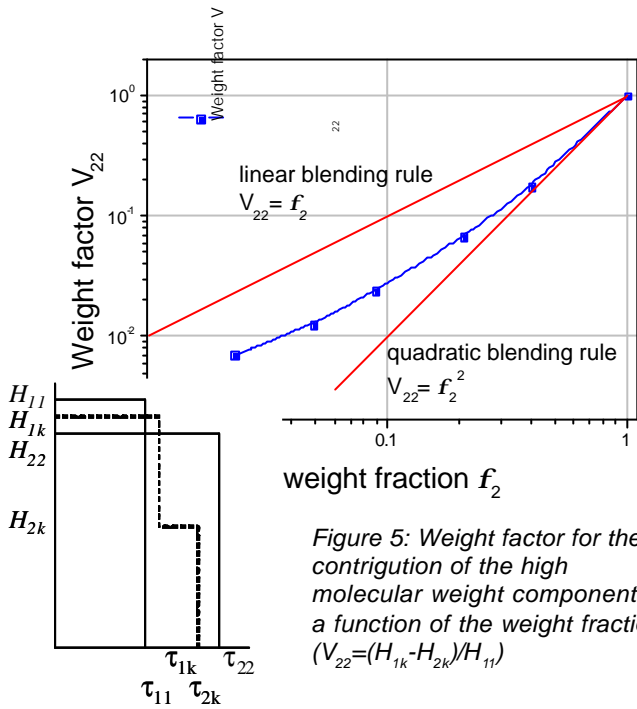 Weight factor V
22
10⁰
10⁻¹
10⁻²
Weight factor V₂₂
linear blending rule
V₂₂= f₂
quadratic blending rule
V₂₂= f₂²
0.1
1
weight fraction f₂
H₁₁
H₁ₖ
H₂₂
H₂ₖ
τ₁ₖ τ₂₂
τ₁₁ τ₂ₖ
Figure 5: Weight factor for the
contrigution of the high
molecular weight component
a function of the weight fractio
(V₂₂=(H₁ₖ-H₂ₖ)/H₁₁)